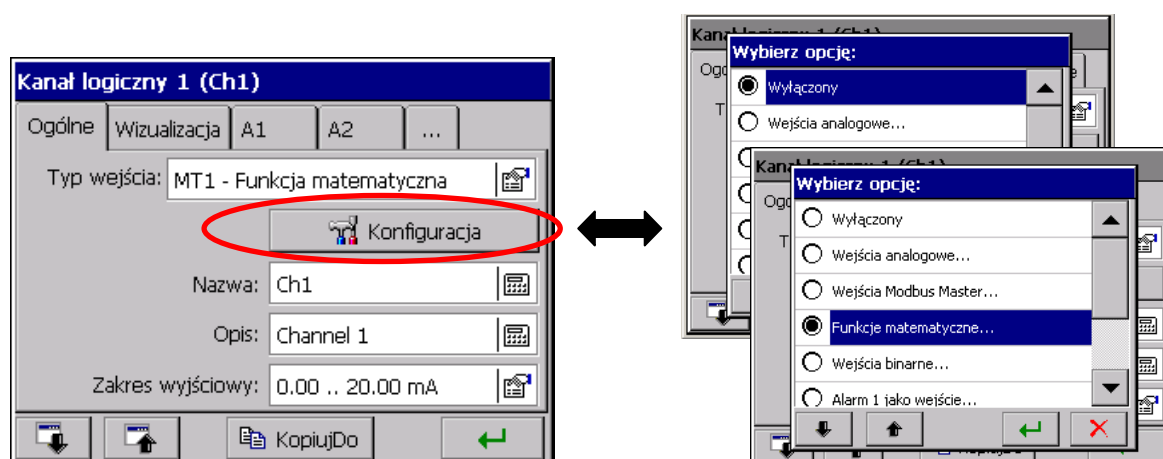 Kanał logiczny 1 (Ch1)
Ogólne Wizualizacja A1 A2 ...
Typ wejścia: MT1 - Funkcja matematyczna
Konfiguracja
Nazwa: Ch1
Opis: Channel 1
Zakres wyjściowy: 0.00 .. 20.00 mA
KopiujDo
Wybierz opcję:
Wyłączony
Wejścia analogowe...
Wybierz opcję:
Wyłączony
Wejścia analogowe...
Wejścia Modbus Master...
Funkcje matematyczne...
Wejścia binarne...
Alarm 1 jako wejście...